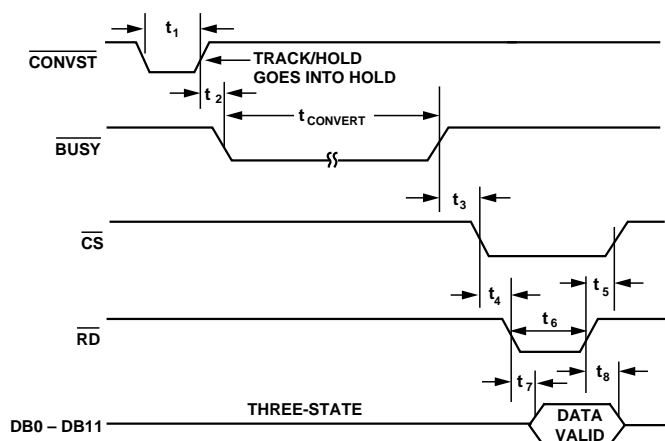 t1
CONVST
TRACK/HOLD
GOES INTO HOLD
t2
tCONVERT
BUSY
t3
CS
t4
t5
t6
RD
t7
t8
THREE-STATE
DB0 – DB11
DATA
VALID